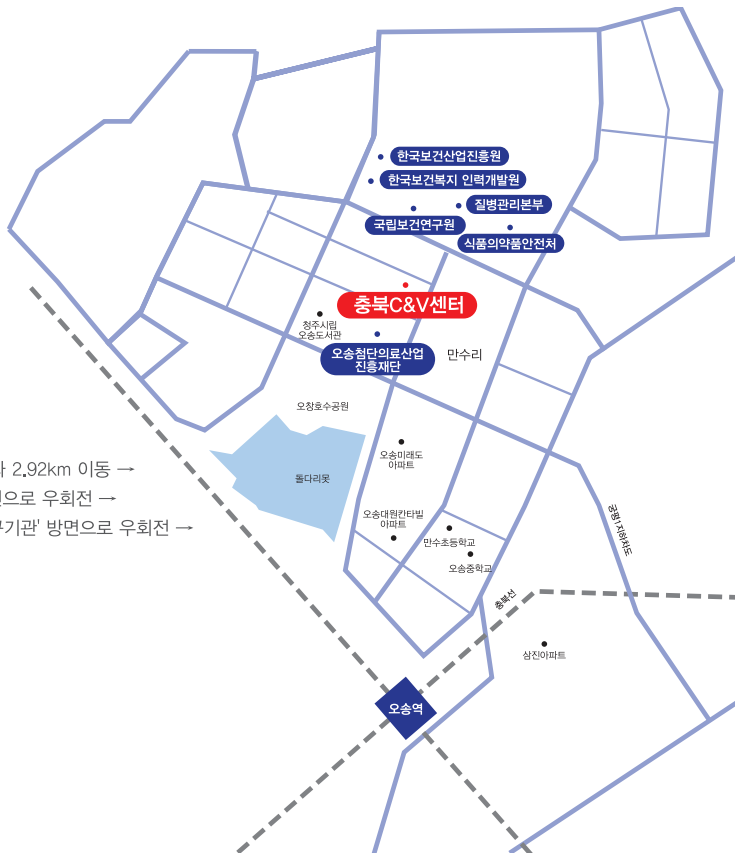 한국보건산업진흥원
한국보건복지 인력개발원
질병관리본부
국립보건연구원
식품의약품안전처
충북C&V센터
청주시립
오송도서관
오송첨단의료산업
진흥재단
만수리
오창호수공원
돌다리못
오송미래도
아파트
2.92km 이동 →
으로 우회전 →
기관' 방면으로 우회전 →
오송대원칸타빌
아파트
만수초등학교
오송중학교
궁평1지하차도
충북선
삼진아파트
오송역